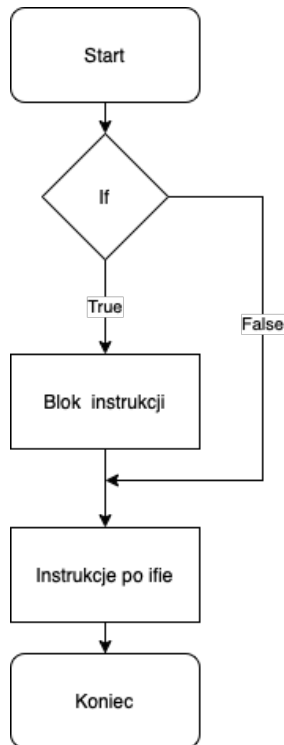 Start
If
True
False
Blok instrukcji
Instrukcje po ifie
Koniec